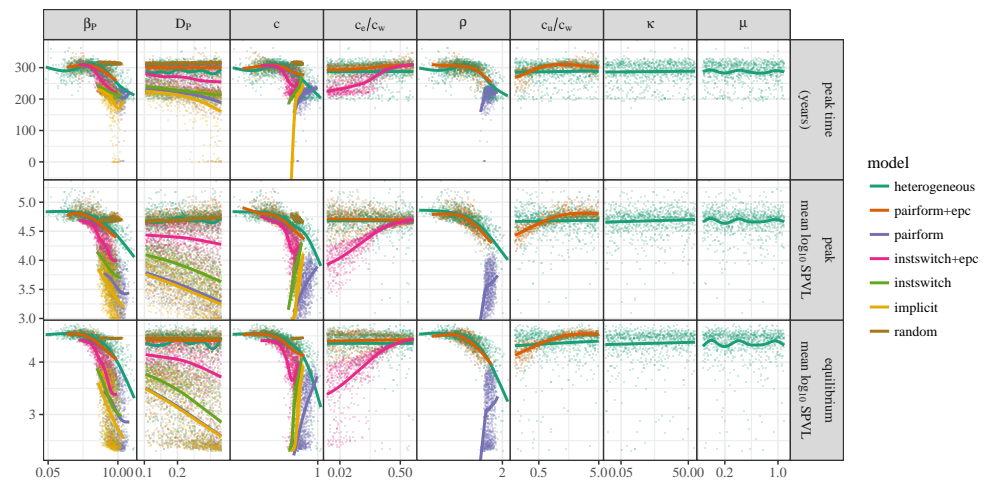 β_P D_P c c_e/c_w ρ c_u/c_w κ μ
300
200
100
0
peak time
(years)
5.0
4.5
4.0
3.5
3.0
peak
mean log₁₀ SPVL
4
3
equilibtrium
mean log₁₀ SPVL
0.05 10.00 0.1 0.2 1 0.02 0.50 2 0.5 5.0 0.05 50.00 0.2 1.0
model
heterogeneous
pairform+epc
pairform
instswitch+epc
instswitch
implicit
random